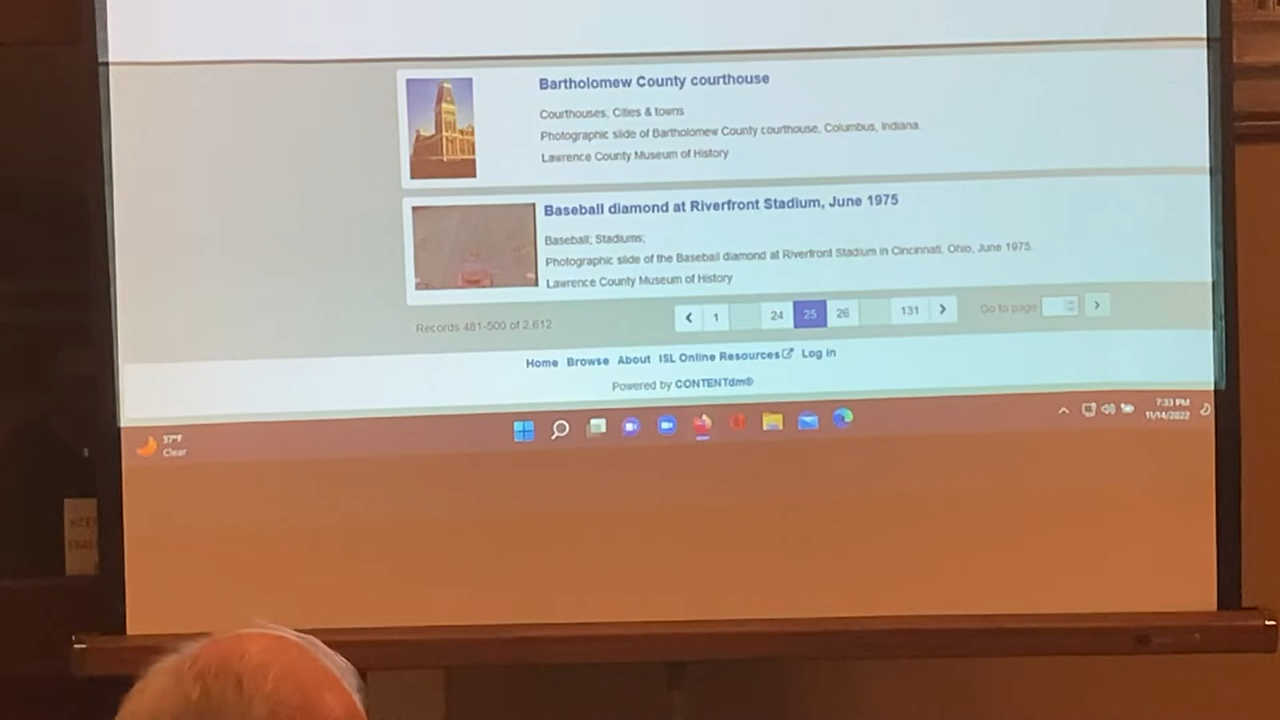 Bartholomew County courthouse
Courthouses; Cities & towns
Photographic slide of Bartholomew County courthouse, Columbus, Indiana.
Lawrence County Museum of History
Baseball diamond at Riverfront Stadium, June 1975
Baseball; Stadiums;
Photographic slide of the Baseball diamond at Riverfront Stadium in Cincinnati, Ohio, June 1975.
Lawrence County Museum of History
Records 481-500 of 2,612
1 24 25 26 131 Go to page
Home Browse About ISL Online Resources Log in
Powered by CONTENTdm®
37°F
Clear
7:33 PM
11/14/2022
KEEP